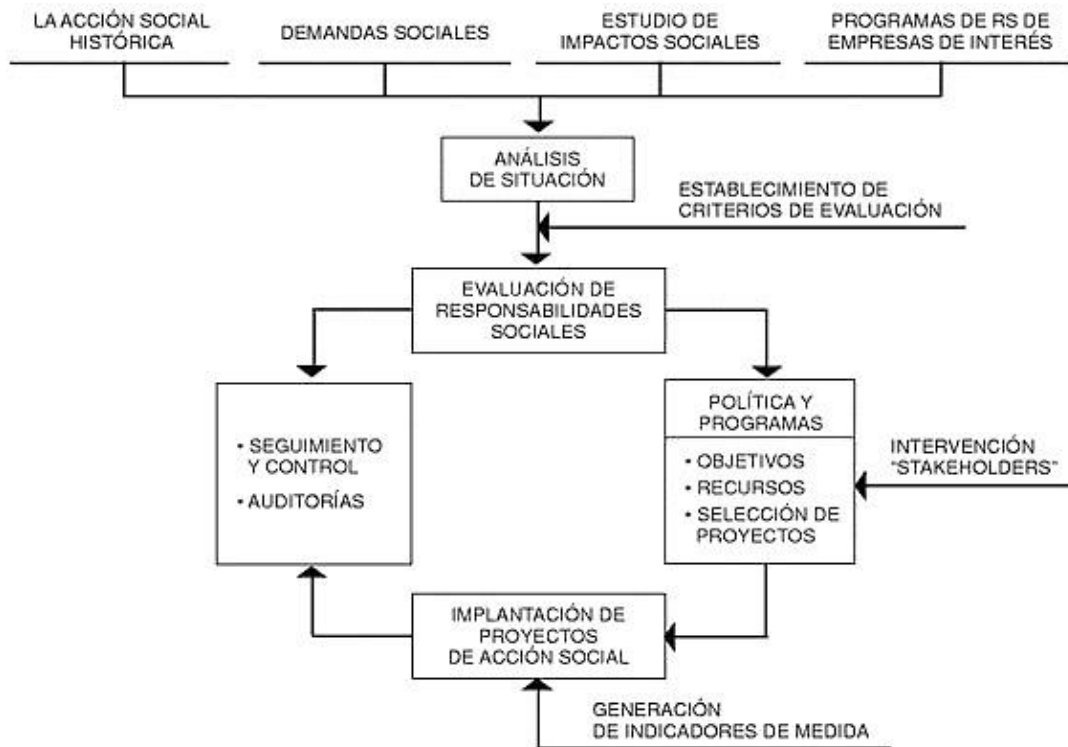 LA ACCIÓN SOCIAL
HISTÓRICA
DEMANDAS SOCIALES
ESTUDIO DE
IMPACTOS SOCIALES
PROGRAMAS DE RS DE
EMPRESAS DE INTERÉS
ANÁLISIS
DE SITUACIÓN
ESTABLECIMIENTO DE
CRITERIOS DE EVALUACIÓN
EVALUACIÓN DE
RESPONSABILIDADES
SOCIALES
• SEGUIMIENTO
Y CONTROL
• AUDITORÍAS
POLÍTICA Y
PROGRAMAS
• OBJETIVOS
• RECURSOS
• SELECCIÓN DE
PROYECTOS
INTERVENCIÓN
"STAKEHOLDERS"
IMPLANTACIÓN DE
PROYECTOS
DE ACCIÓN SOCIAL
GENERACIÓN
DE INDICADORES DE MEDIDA